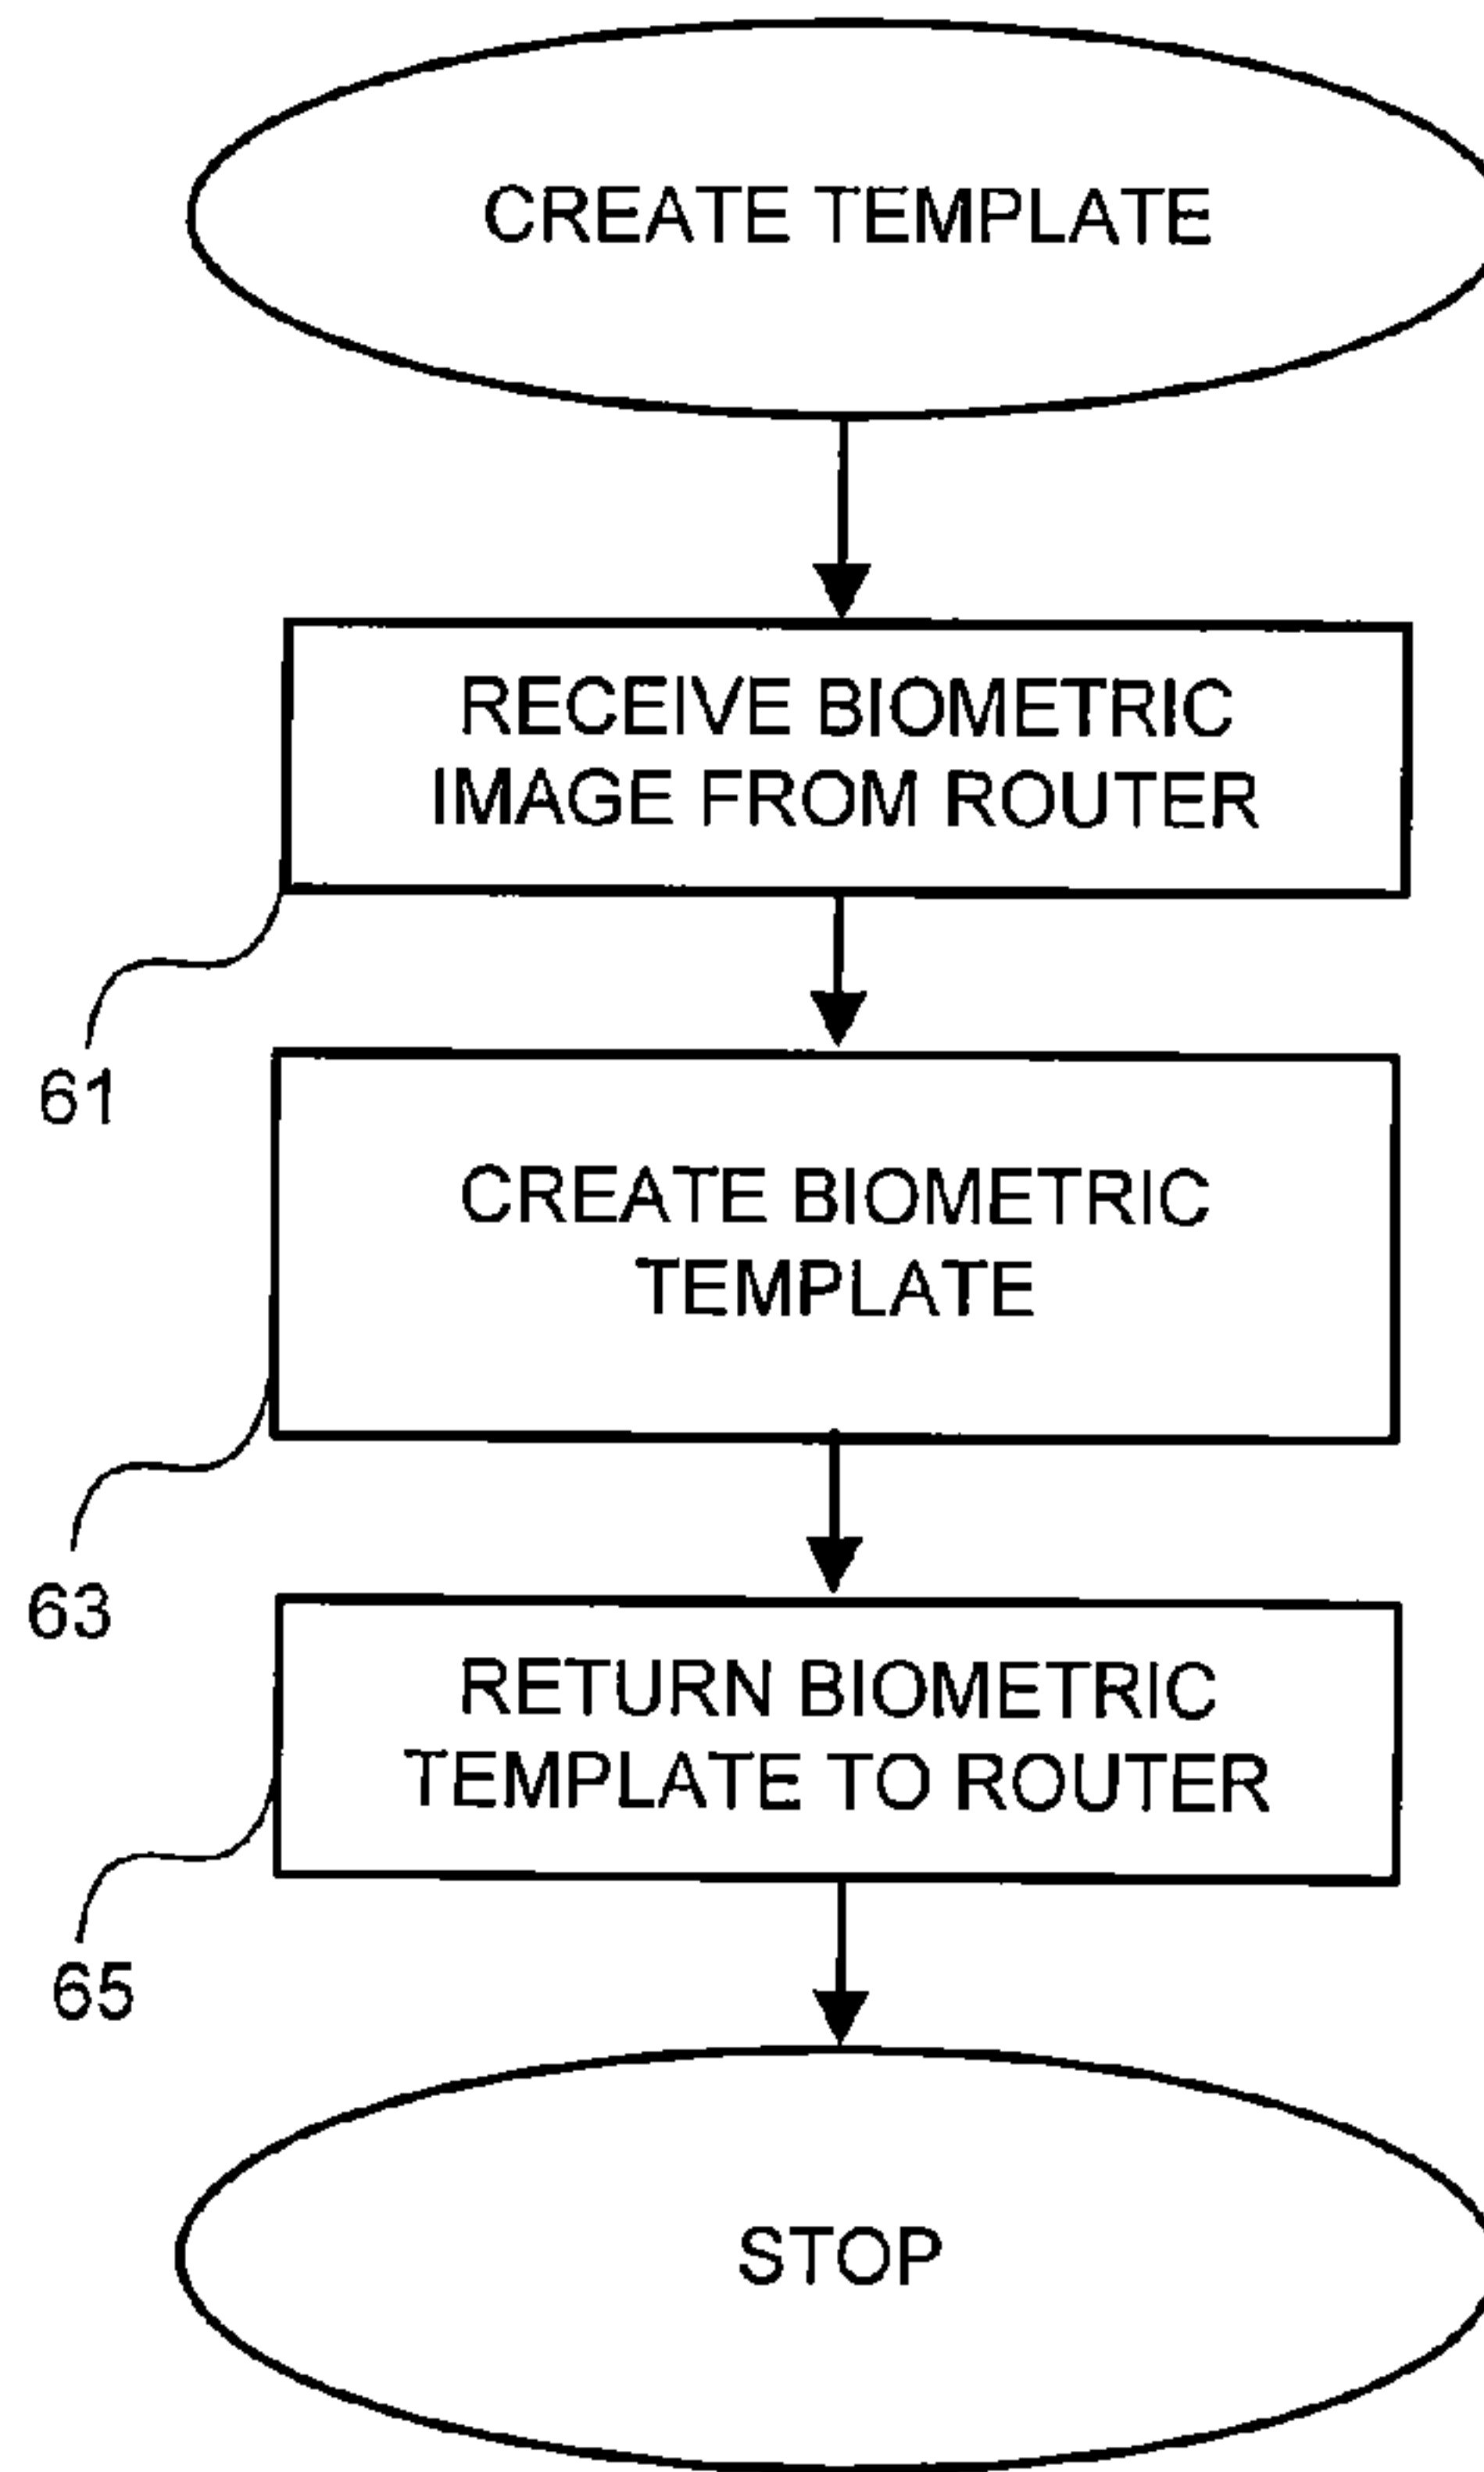 CREATE TEMPLATE
RECEIVE BIOMETRIC
IMAGE FROM ROUTER
61
CREATE BIOMETRIC
TEMPLATE
63
RETURN BIOMETRIC
TEMPLATE TO ROUTER
65
STOP